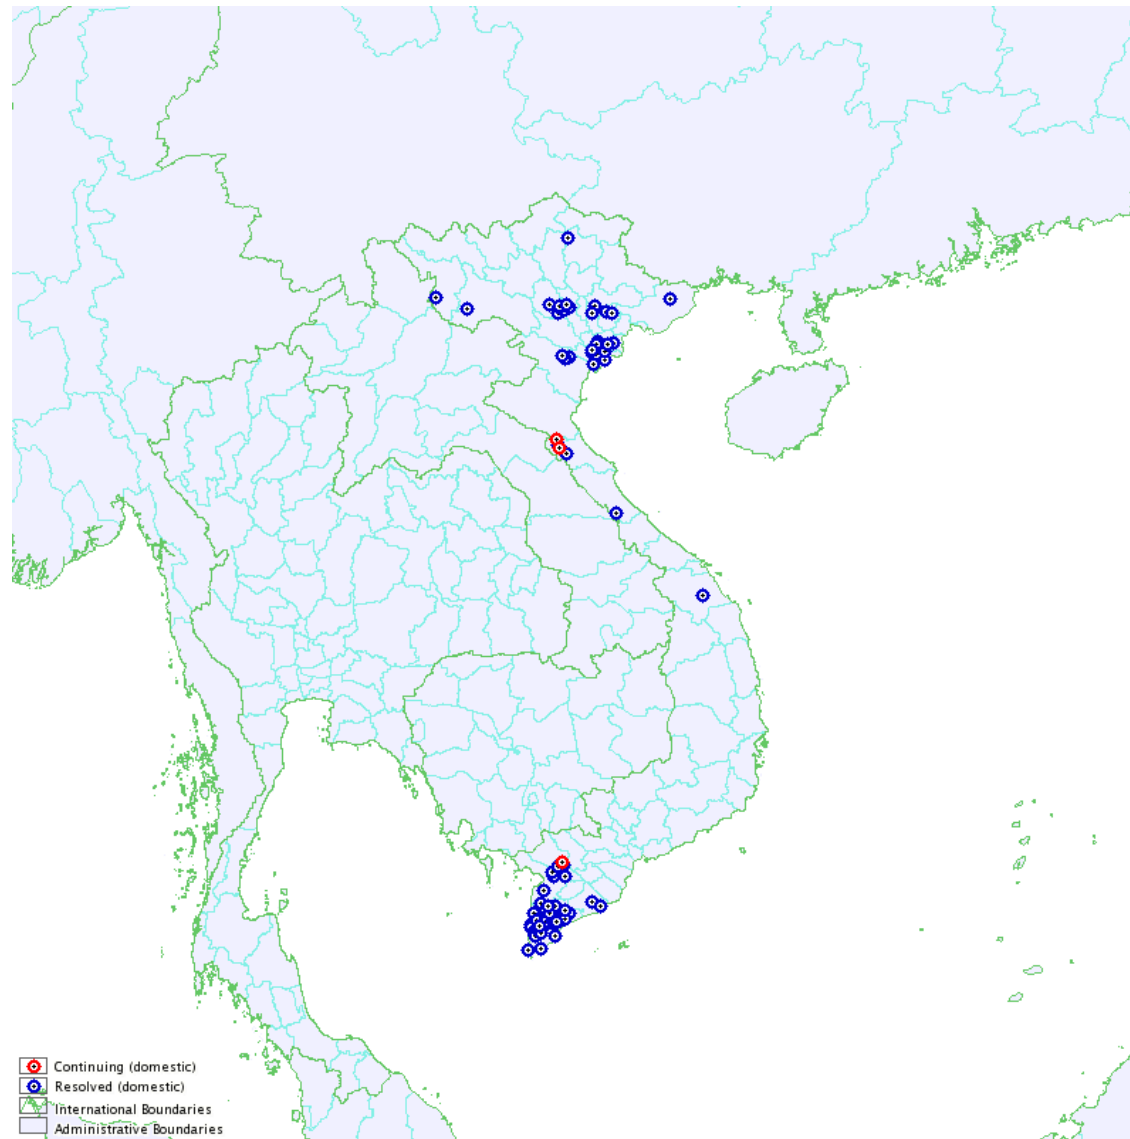 Continuing (domestic)
Resolved (domestic)
International Boundaries
Administrative Boundaries